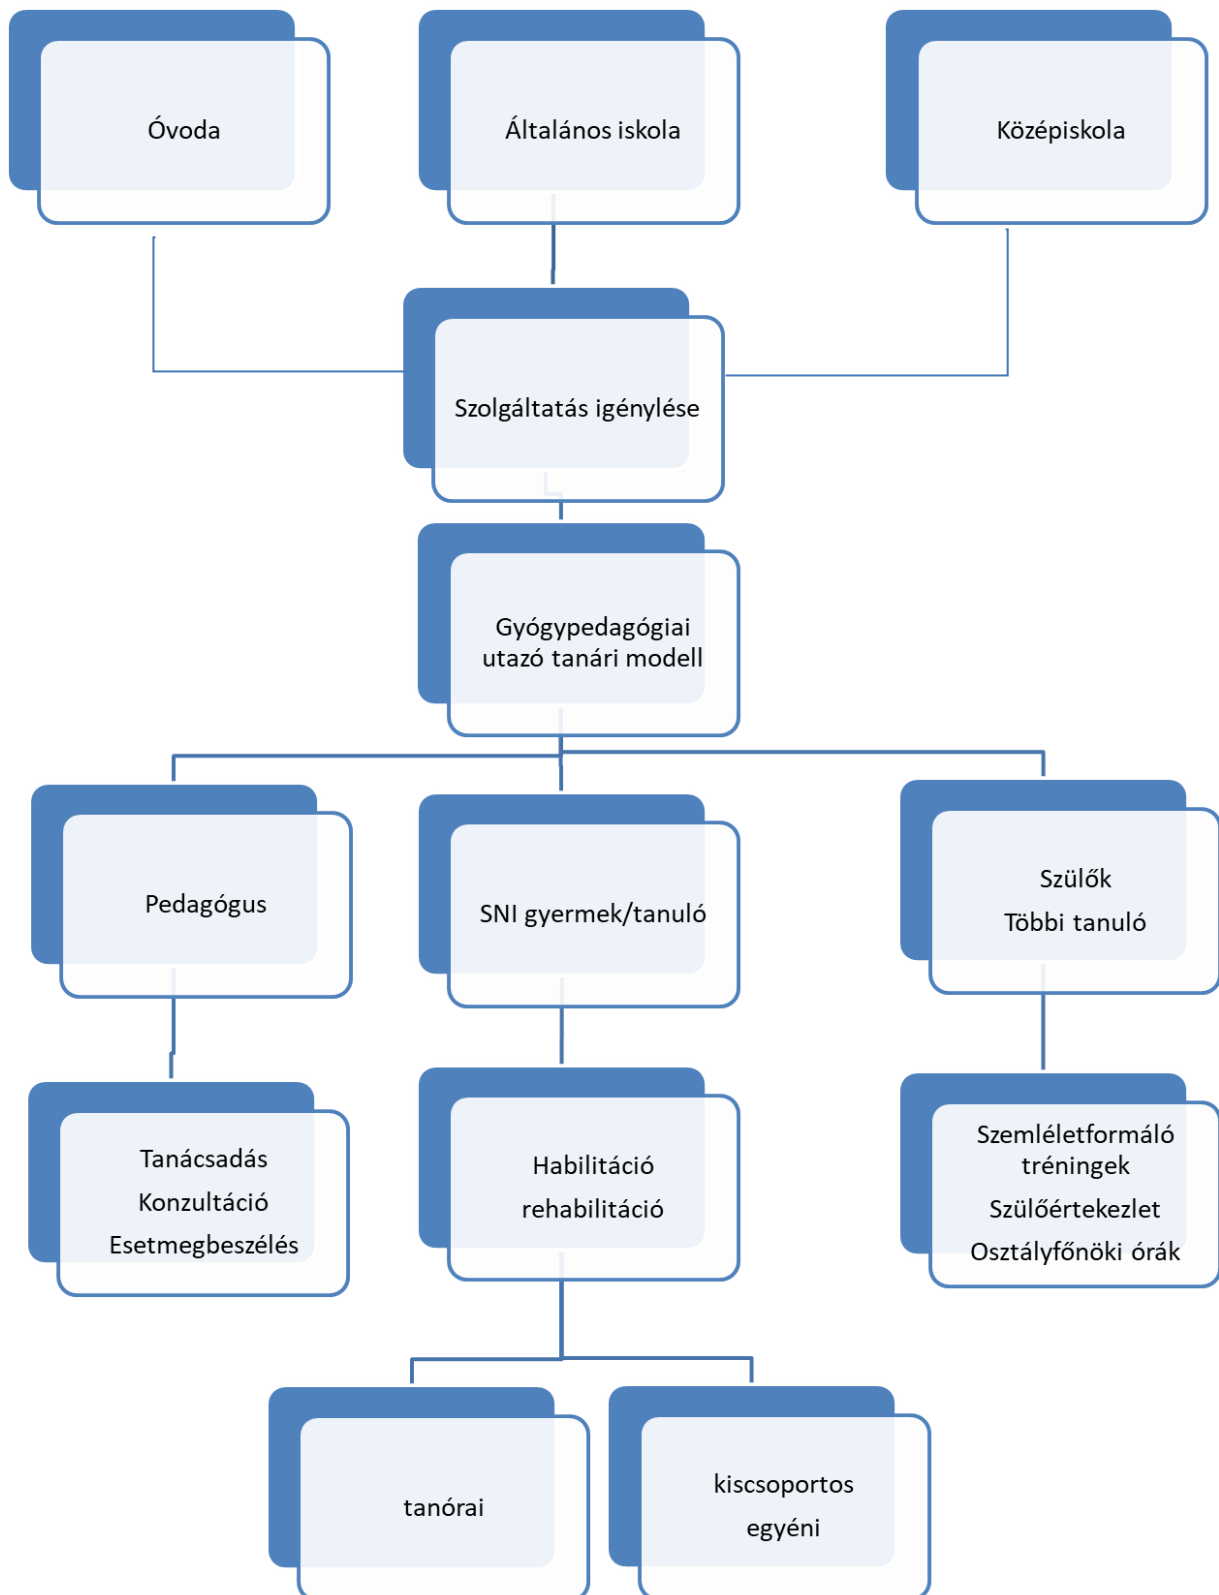 Óvoda
Általános iskola
Középiskola
Szolgáltatás igénylése
Gyógypedagógiai
utazó tanári modell
Pedagógus
SNI gyermek/tanuló
Szülők
Többi tanuló
Tanácsadás
Konzultáció
Esetmegbeszélés
Habilitáció
rehabilitáció
Szemléletformáló
tréningek
Szülőértekezlet
Osztályfőnöki órák
tanórai
kiscsoportos
egyéni